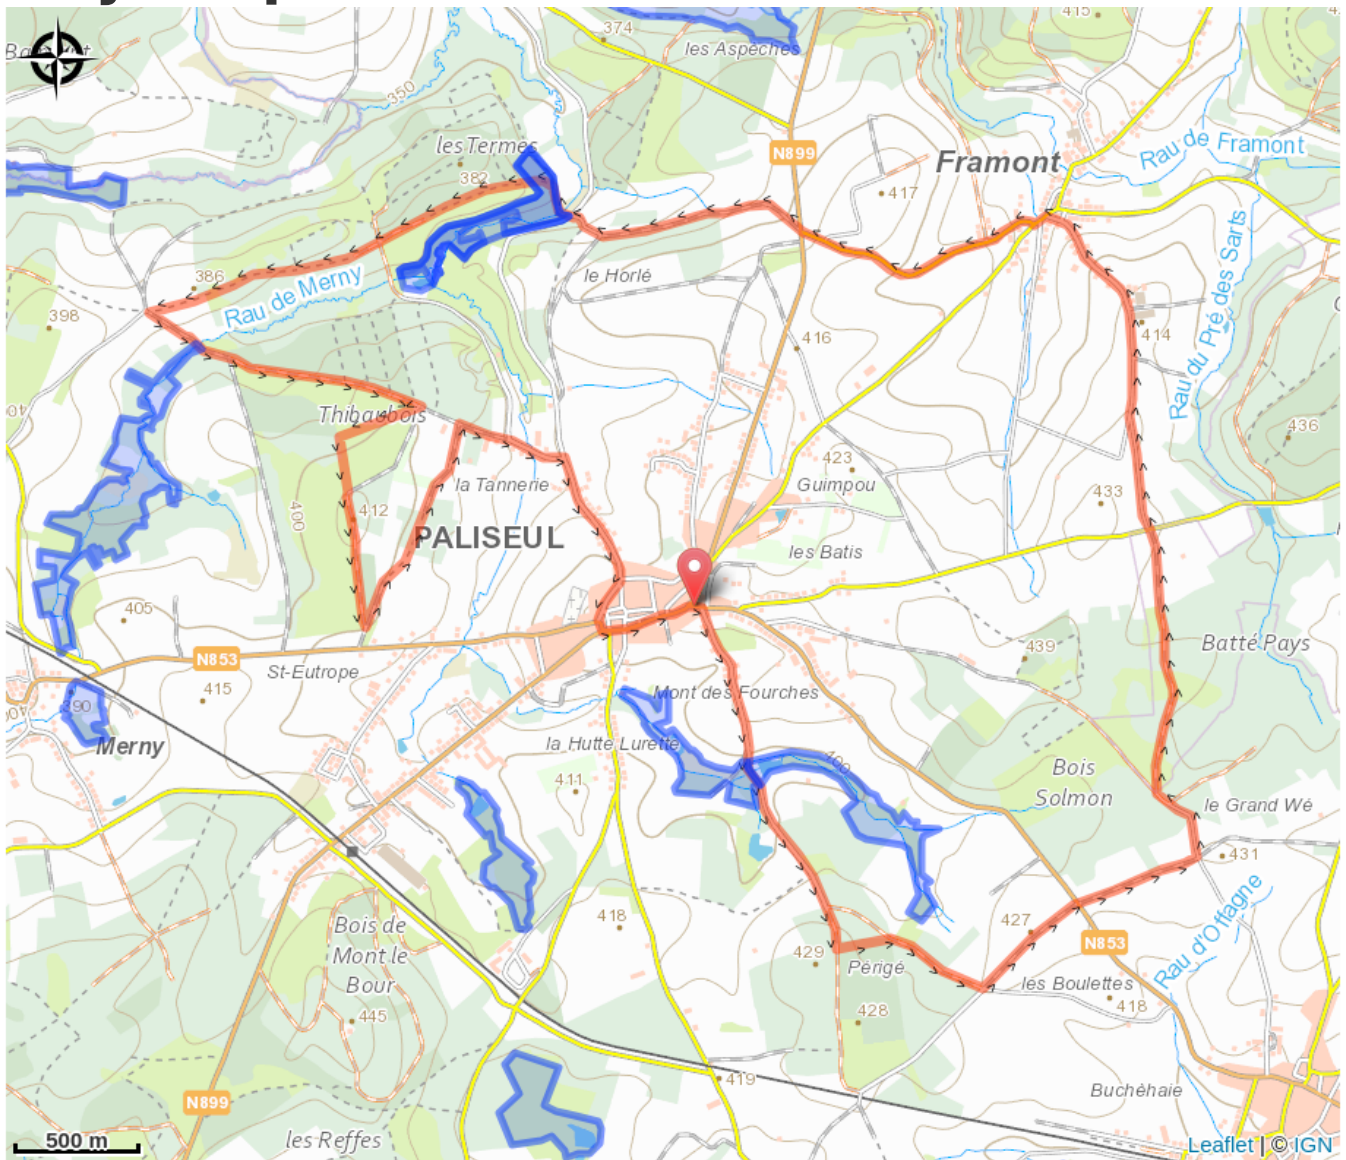 374
les Aspêches
415
350
les Termes
N899
Framont
Rau de Framont
382
417
Rau du Pré des Sarts
386
le Horlé
Rau de Merny
398
416
414
Thibaubois
436
423
la Tannerie
Guimpou
433
400
412
PALISEUL
les Batis
405
439
Batté Pays
N853
St-Eutrope
415
Mont des Fourches
390
Merny
la Hutte Lurette
400
Bois
Solmon
411
le Grand Wé
431
418
427
Bois de
Mont le
Bour
N853
Rau d'Offagne
429
Périgé
les Boulettes
418
445
428
419
Buchêhaie
N899
les Reffes
500 m
Leaflet | © IGN